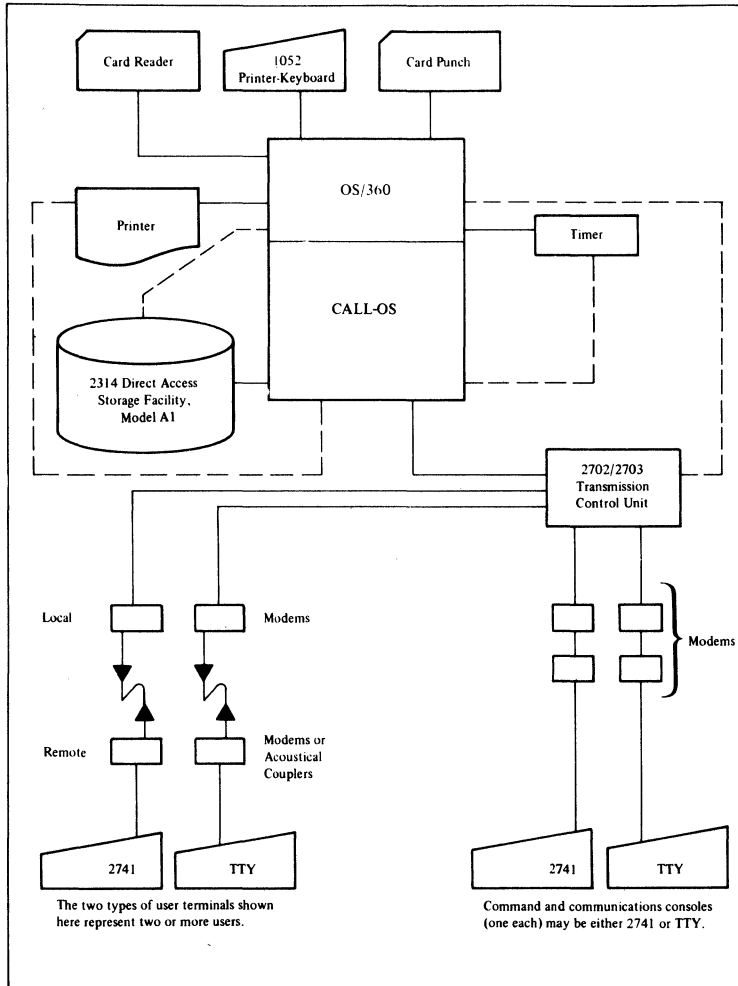 Card Reader
1052
Printer-Keyboard
Card Punch
OS/360
Printer
Timer
CALL-OS
2314 Direct Access
Storage Facility,
Model A1
2702/2703
Transmission
Control Unit
Local
Modems
Modems
Remote
Modems or
Acoustical
Couplers
2741
TTY
2741
TTY
The two types of user terminals shown
here represent two or more users.
Command and communications consoles
(one each) may be either 2741 or TTY.